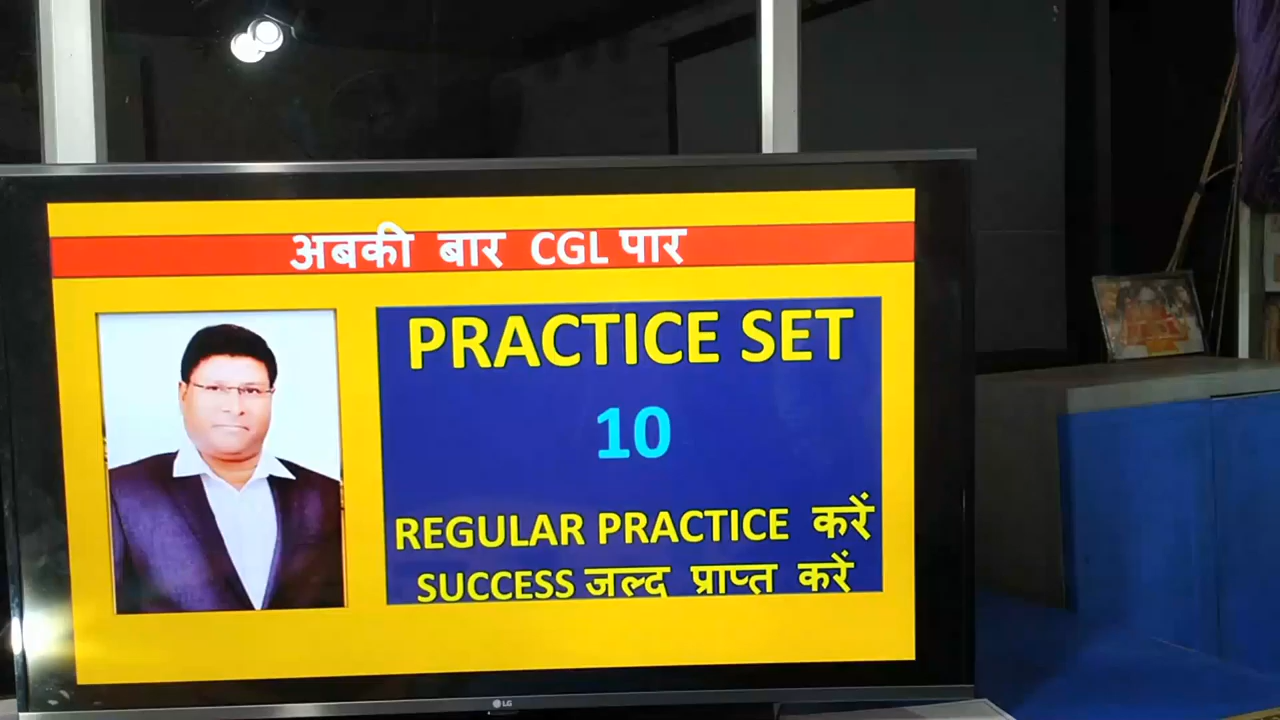 अबकी बार CGL पार
PRACTICE SET
10
REGULAR PRACTICE करें
SUCCESS जल्द प्राप्त करें
LG